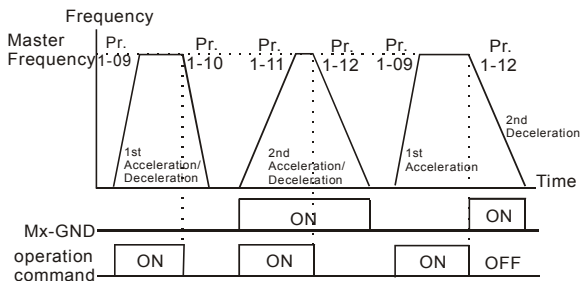 Frequency
Master
Frequency
Pr.
1-09
Pr.
1-10
Pr.
1-11
Pr.
1-12
Pr.
1-09
Pr.
1-12
1st
Acceleration/
Deceleration
2nd
Acceleration/
Deceleration
1st
Acceleration
2nd
Deceleration
Time
Mx-GND
ON
ON
operation
command
ON
ON
ON
OFF